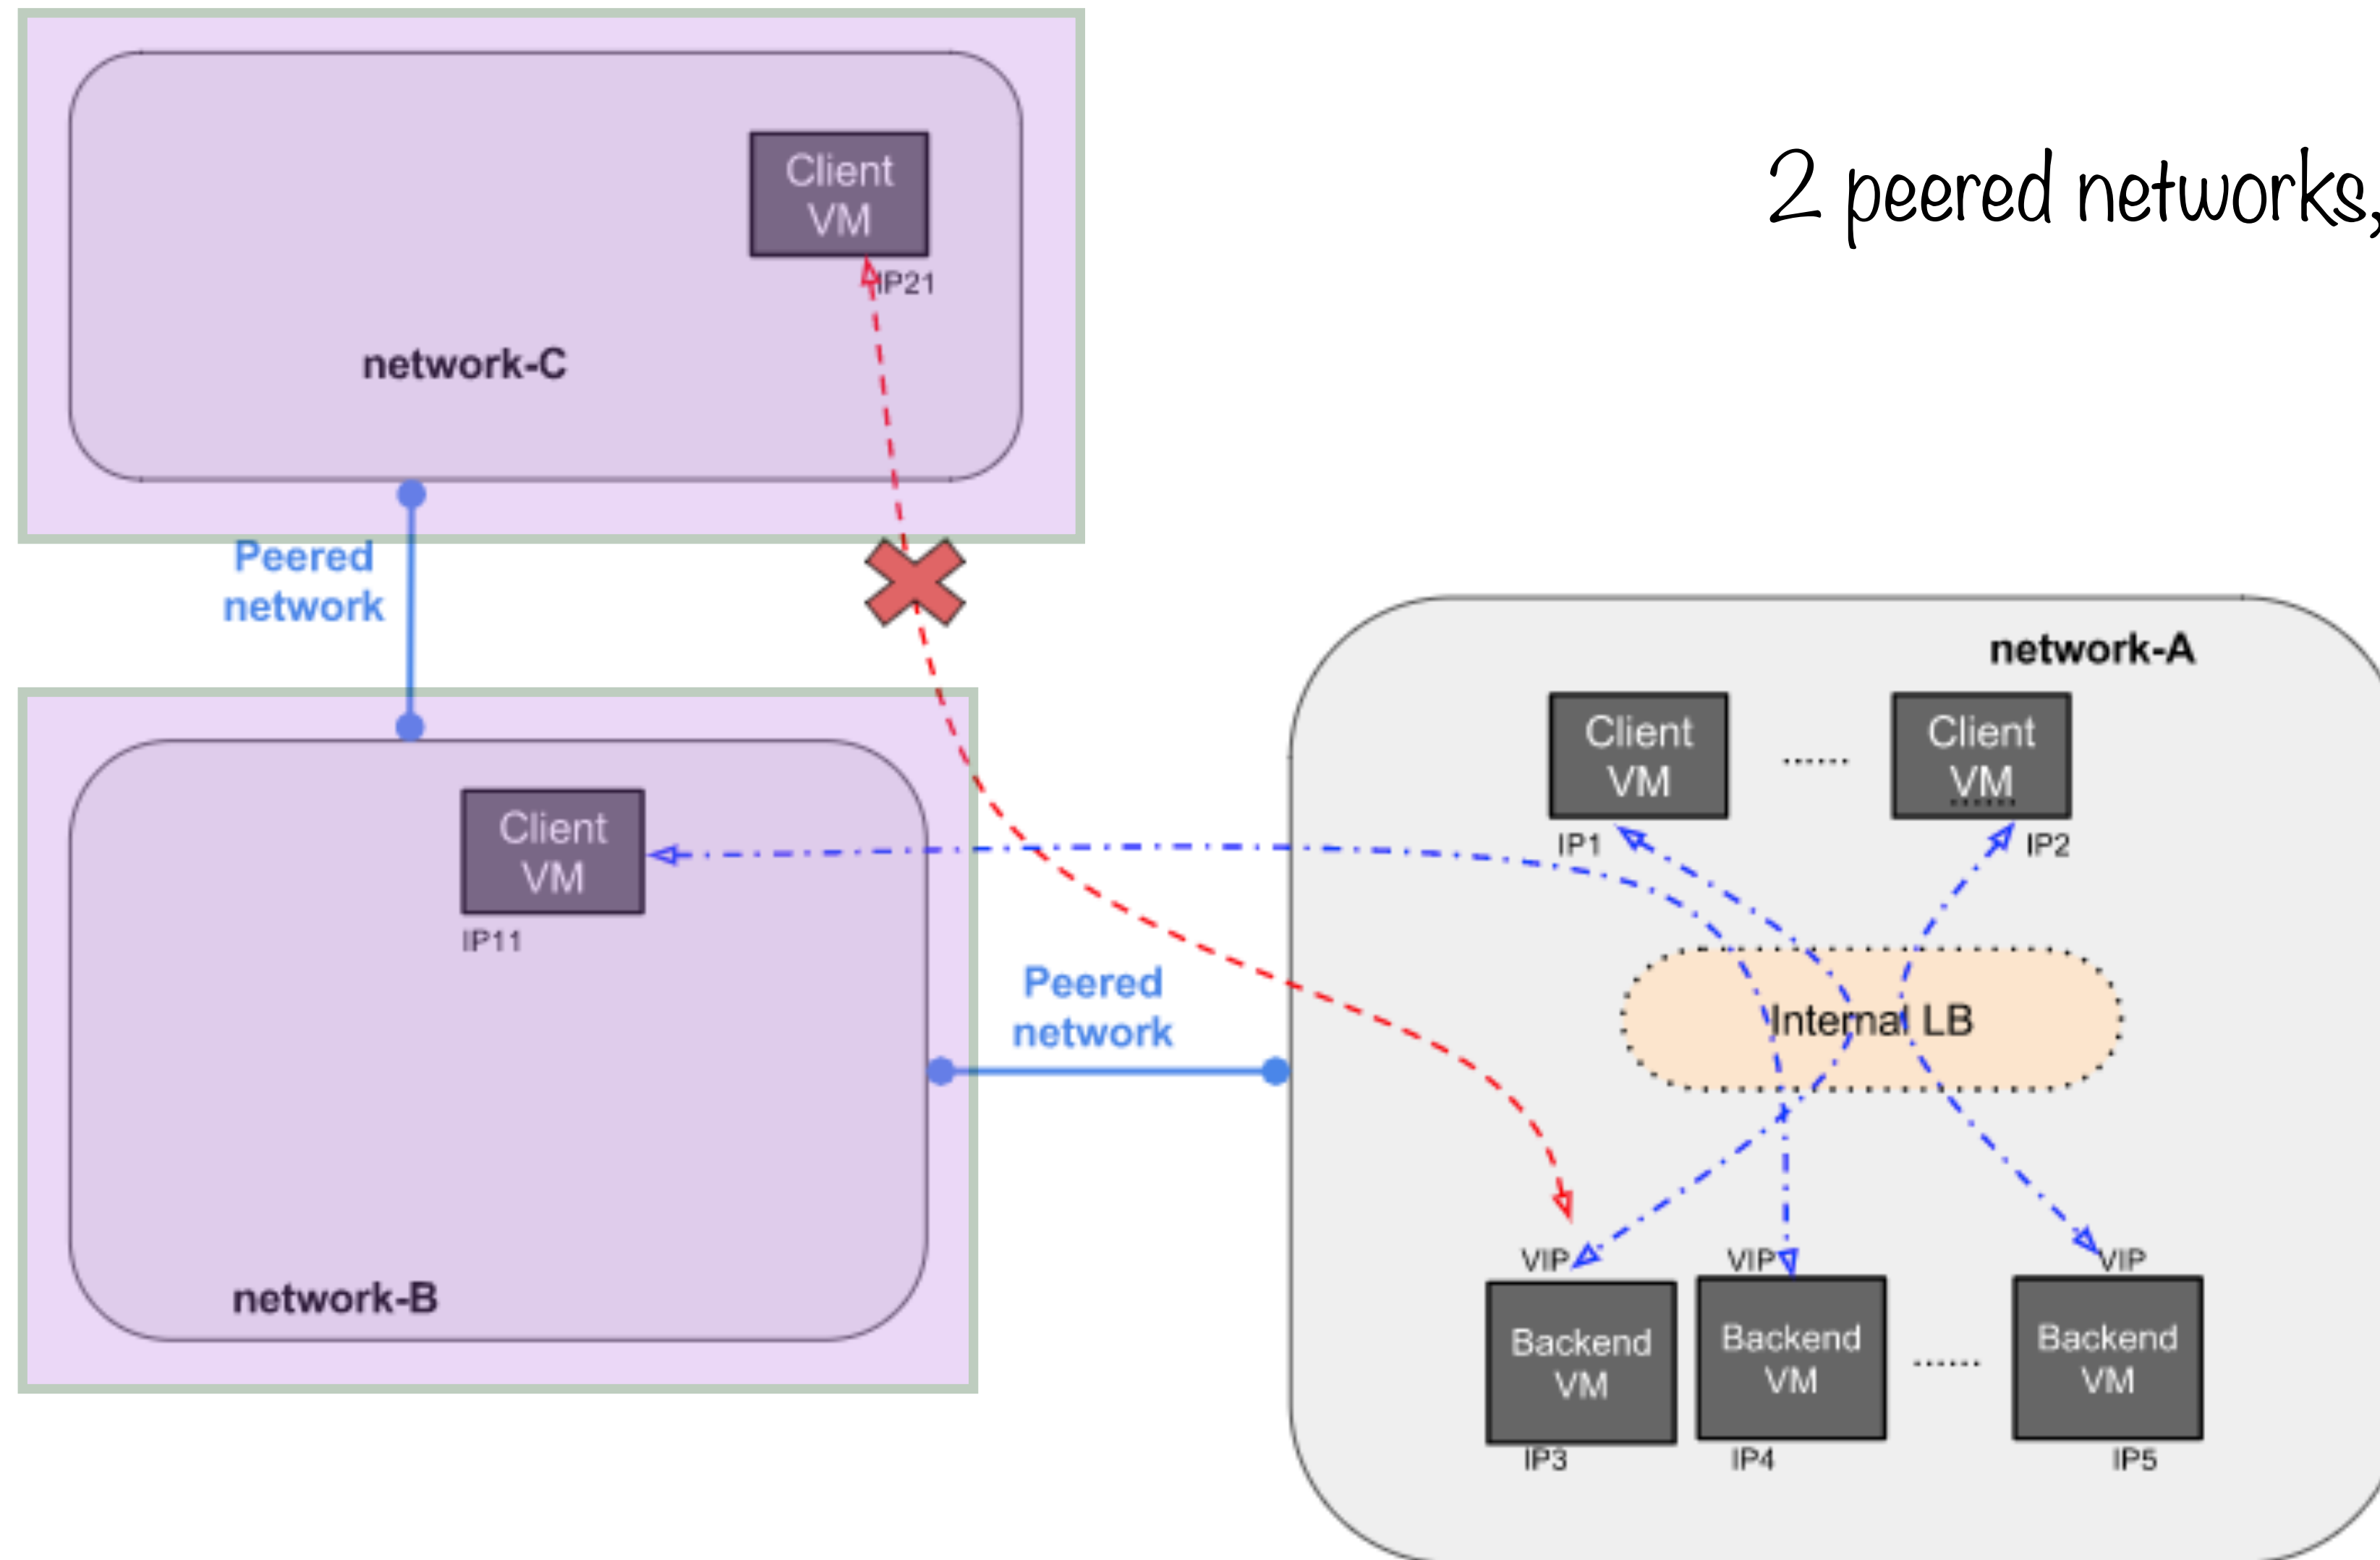 2 peered networks,
Client
VM
IP21
network-C
Peered
network
Client
VM
IP11
network-B
Peered
network
network-A
Client
VM
IP1
......
Client
VM
IP2
Internal LB
VIP
Backend
VM
IP3
VIP
Backend
VM
IP4
......
VIP
Backend
VM
IP5